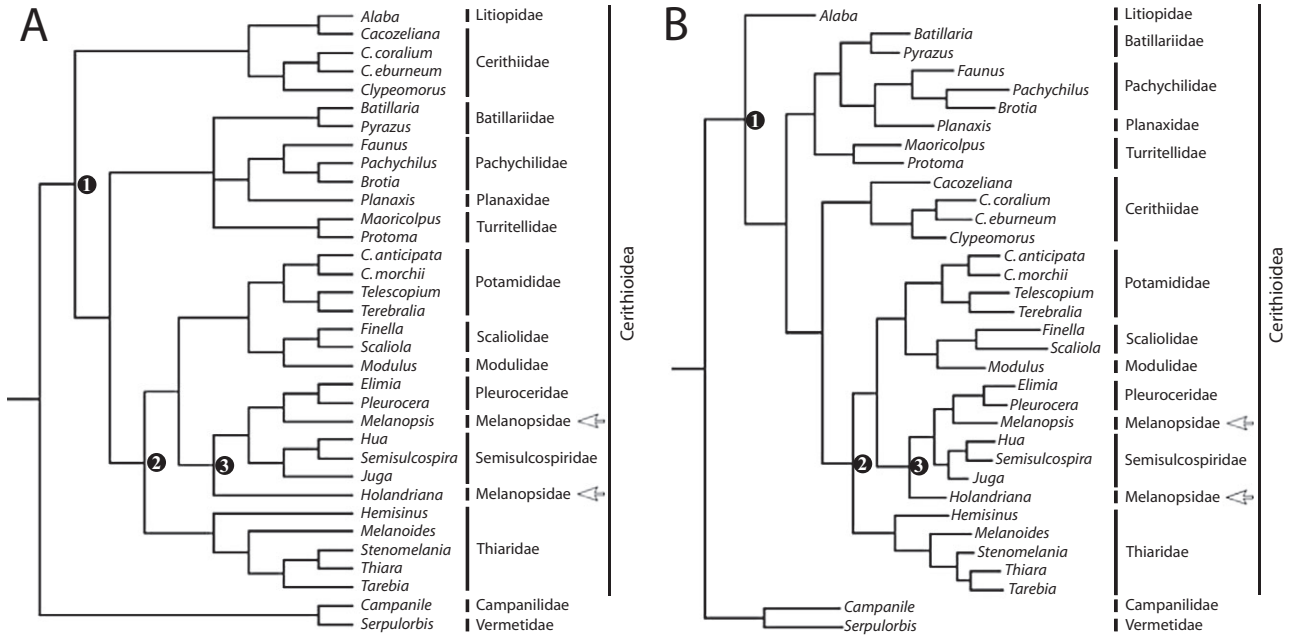 A
Alaba
Cacozeliana
C. coralium
C. eburneum
Clypeomorus
Batillaria
Pyrazus
Faunus
Pachychilus
Brotia
Planaxis
Maoricolpus
Protoma
C. anticipata
C. morchii
Telescopium
Terebralia
Finella
Scaliola
Modulus
Elimia
Pleurocera
Melanopsis
Hua
Semisulcospira
Juga
Holandriana
Hemisinus
Melanoides
Stenomelania
Thiara
Tarebia
Campanile
Serpulorbis
1
2
3
Litiopidae
Cerithiidae
Batillariidae
Pachychilidae
Planaxidae
Turritellidae
Potamididae
Scaliolidae
Modulidae
Pleuroceridae
Melanopsidae
Semisulcospiridae
Melanopsidae
Thiaridae
Campanilidae
Vermetidae
Cerithioidea
B
Alaba
Batillaria
Pyrazus
Faunus
Pachychilus
Brotia
Planaxis
Maoricolpus
Protoma
Cacozeliana
C. coralium
C. eburneum
Clypeomorus
C. anticipata
C. morchii
Telescopium
Terebralia
Finella
Scaliola
Modulus
Elimia
Pleurocera
Melanopsis
Hua
Semisulcospira
Juga
Holandriana
Hemisinus
Melanoides
Stenomelania
Thiara
Tarebia
Campanile
Serpulorbis
1
2
3
Litiopidae
Batillariidae
Pachychilidae
Planaxidae
Turritellidae
Cerithiidae
Potamididae
Scaliolidae
Modulidae
Pleuroceridae
Melanopsidae
Semisulcospiridae
Melanopsidae
Thiaridae
Campanilidae
Vermetidae
Cerithioidea